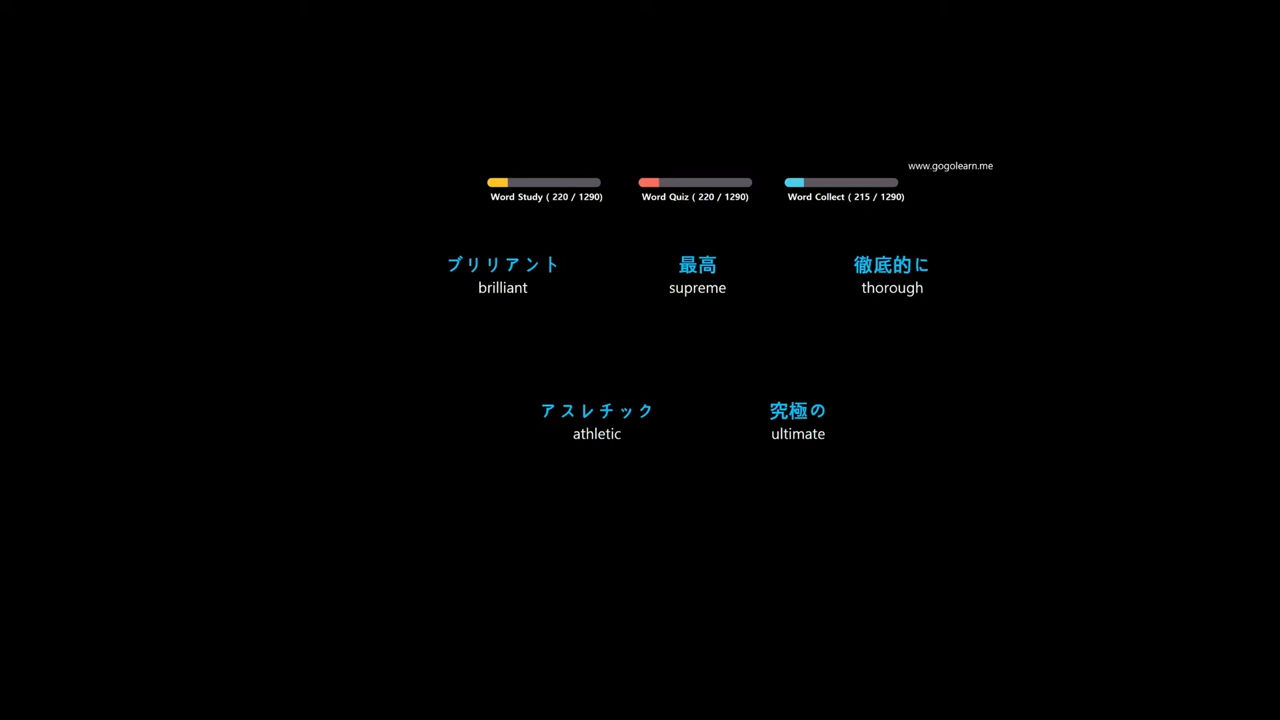 www.gogolearn.me
Word Study ( 220 / 1290)
Word Quiz ( 220 / 1290)
Word Collect ( 215 / 1290)
ブリリアント
brilliant
最高
supreme
徹底的に
thorough
アスレチック
athletic
究極の
ultimate